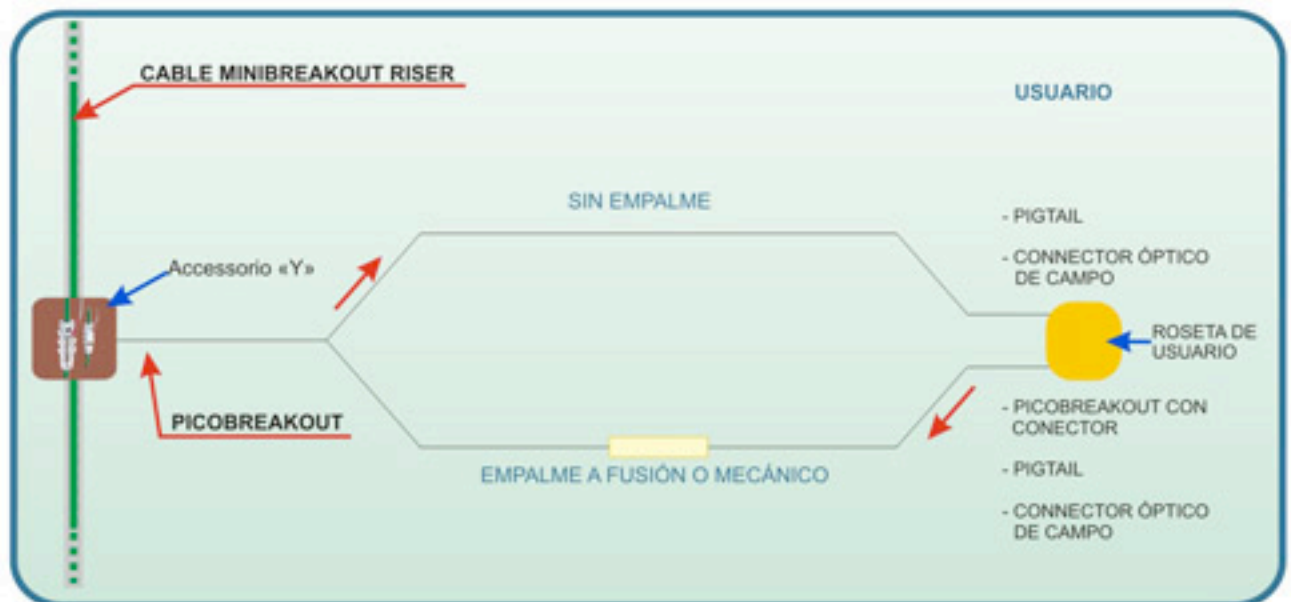 CABLE MINIBREAKOUT RISER
USUARIO
SIN EMPALME
- PIGTAIL
- CONNECTOR ÓPTICO
DE CAMPO
Accessorio «Y»
ROSETA DE
USUARIO
PICOBREAKOUT
- PICOBREAKOUT CON
CONECTOR
EMPALME A FUSIÓN O MECÁNICO
- PIGTAIL
- CONNECTOR ÓPTICO
DE CAMPO